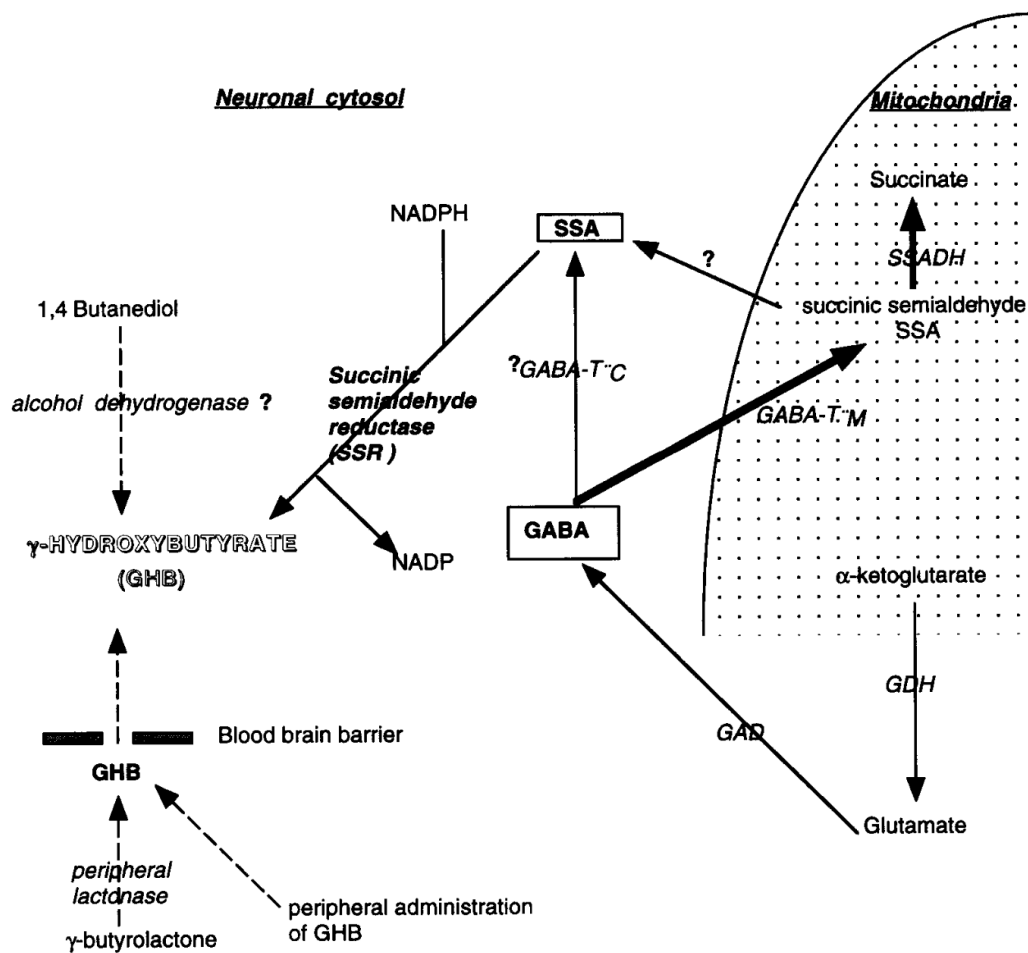 Neuronal cytosol
Mitochondria
Succinate
NADPH
SSA
?
SSADH
1,4 Butanediol
succinic semialdehyde
SSA
alcohol dehydrogenase ?
Succinic
semialdehyde
reductase
(SSR )
?GABA-T¨C
GABA-T¨M
γ-HYDROXYBUTYRATE
(GHB)
NADP
GABA
α-ketoglutarate
GDH
GAD
Blood brain barrier
GHB
Glutamate
peripheral
lactonase
γ-butyrolactone
peripheral administration
of GHB